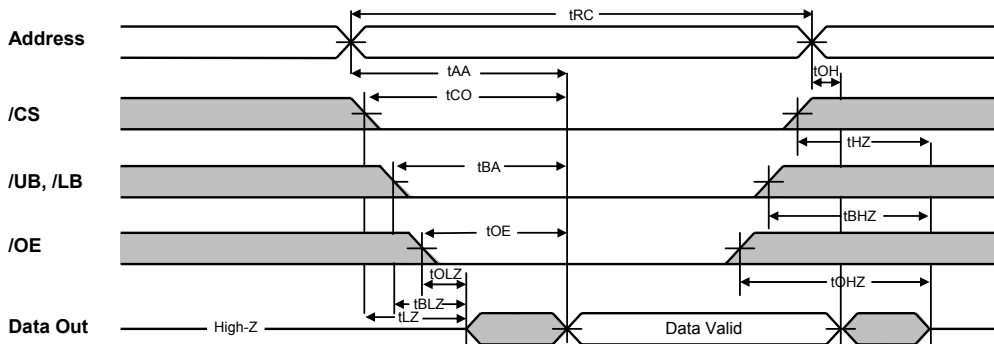 tRC
Address
tAA
tOH
tCO
/CS
tHZ
tBA
/UB, /LB
tBHZ
tOE
/OE
tOLZ
tOHZ
tBLZ
tLZ
Data Out
High-Z
Data Valid